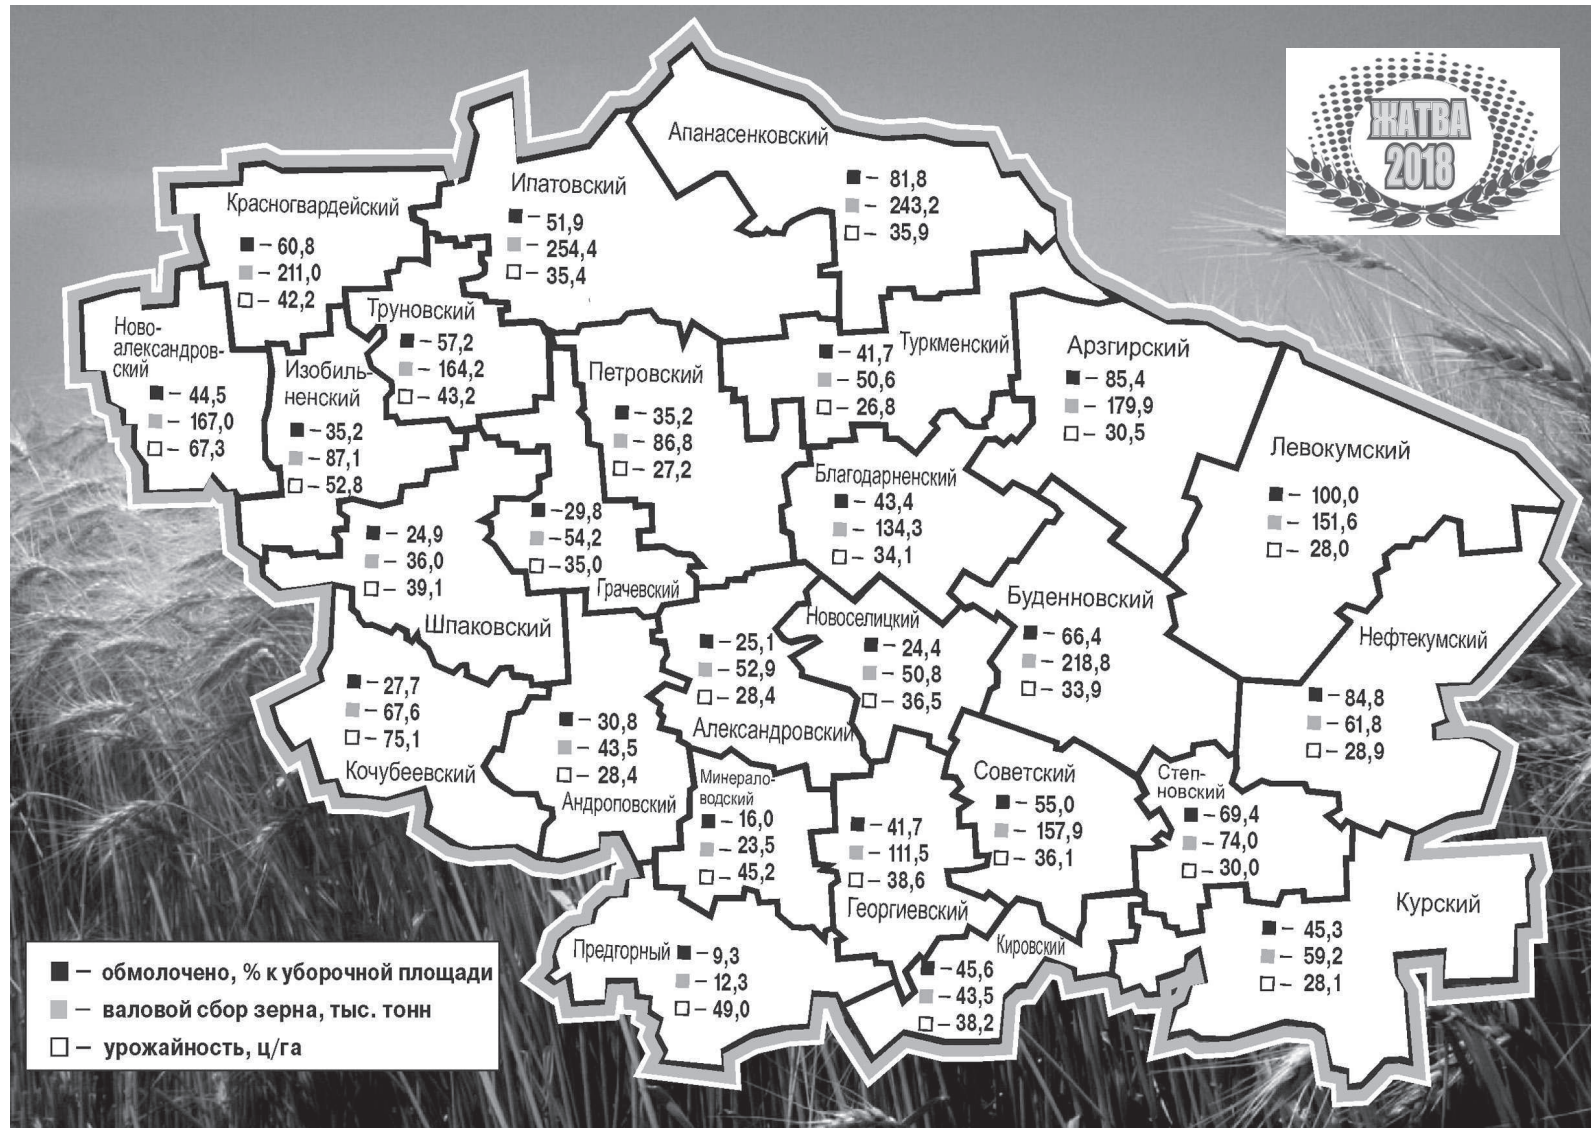 ЖАТВА
2018
Апанасенковский
■ – 81,8
■ – 243,2
□ – 35,9
Ипатовский
■ – 51,9
■ – 254,4
□ – 35,4
Красногвардейский
■ – 60,8
■ – 211,0
□ – 42,2
Труновский
■ – 57,2
■ – 164,2
□ – 43,2
Ново-
александров-
ский
■ – 44,5
■ – 167,0
□ – 67,3
Изобиль-
ненский
■ – 35,2
■ – 87,1
□ – 52,8
Петровский
■ – 35,2
■ – 86,8
□ – 27,2
Туркменский
■ – 41,7
■ – 50,6
□ – 26,8
Арзгирский
■ – 85,4
■ – 179,9
□ – 30,5
Левокумский
■ – 100,0
■ – 151,6
□ – 28,0
Благодарненский
■ – 43,4
■ – 134,3
□ – 34,1
■ – 24,9
■ – 36,0
□ – 39,1
Шпаковский
■ – 29,8
■ – 54,2
□ – 35,0
Грачевский
Буденновский
■ – 66,4
■ – 218,8
□ – 33,9
Новоселицкий
■ – 24,4
■ – 50,8
□ – 36,5
■ – 25,1
■ – 52,9
□ – 28,4
Александровский
Нефтекумский
■ – 84,8
■ – 61,8
□ – 28,9
■ – 27,7
■ – 67,6
□ – 75,1
Кочубеевский
■ – 30,8
■ – 43,5
□ – 28,4
Андроповский
Минерало-
водский
■ – 16,0
■ – 23,5
□ – 45,2
■ – 41,7
■ – 111,5
□ – 38,6
Георгиевский
Советский
■ – 55,0
■ – 157,9
□ – 36,1
Степ-
новский
■ – 69,4
■ – 74,0
□ – 30,0
Курский
■ – 45,3
■ – 59,2
□ – 28,1
Предгорный
■ – 9,3
■ – 12,3
□ – 49,0
Кировский
■ – 45,6
■ – 43,5
□ – 38,2
■ – обмолочено, % к уборочной площади
■ – валовой сбор зерна, тыс. тонн
□ – урожайность, ц/га